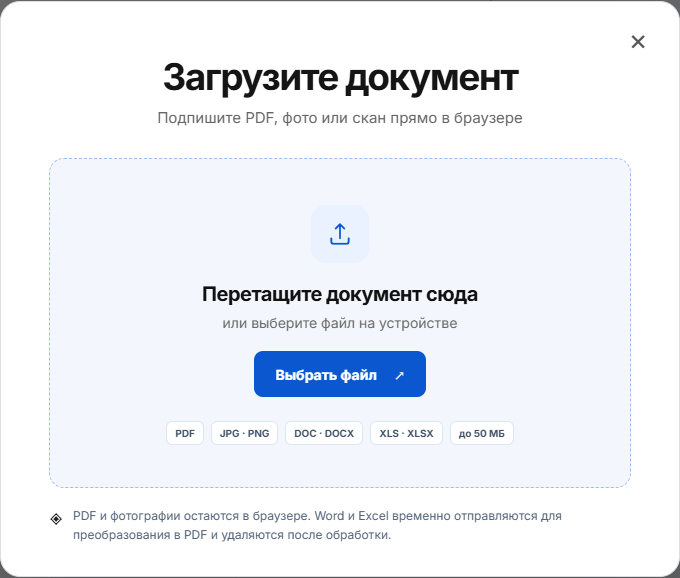 Загрузите документ
Подпишите PDF, фото или скан прямо в браузере
Перетащите документ сюда
или выберите файл на устройстве
Выбрать файл ↗
PDF JPG · PNG DOC · DOCX XLS · XLSX до 50 МБ
PDF и фотографии остаются в браузере. Word и Excel временно отправляются для
преобразования в PDF и удаляются после обработки.